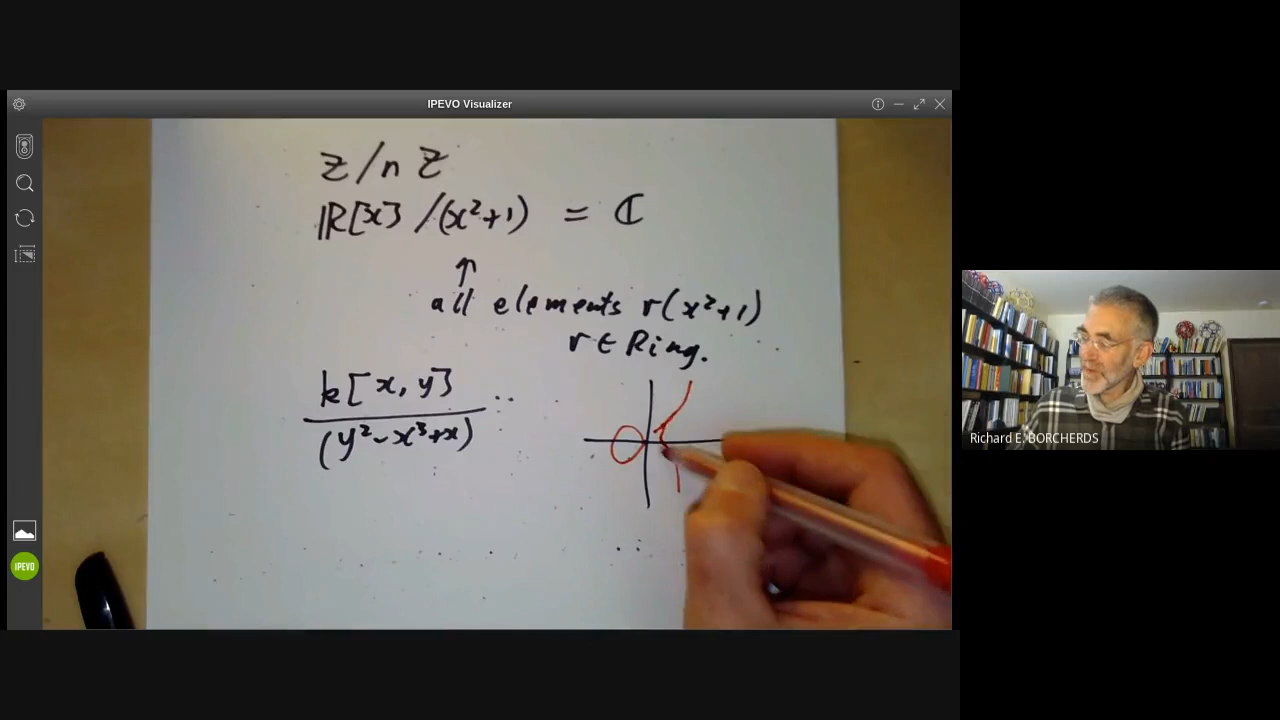 IPEVO Visualizer
Z/nZ
ℝ[x]/(x²+1) = ℂ
↑
all elements r(x²+1)
r ∈ Ring.
k[x, y]
(y²-x³+x)
IPEVO
Richard E. BORCHERDS